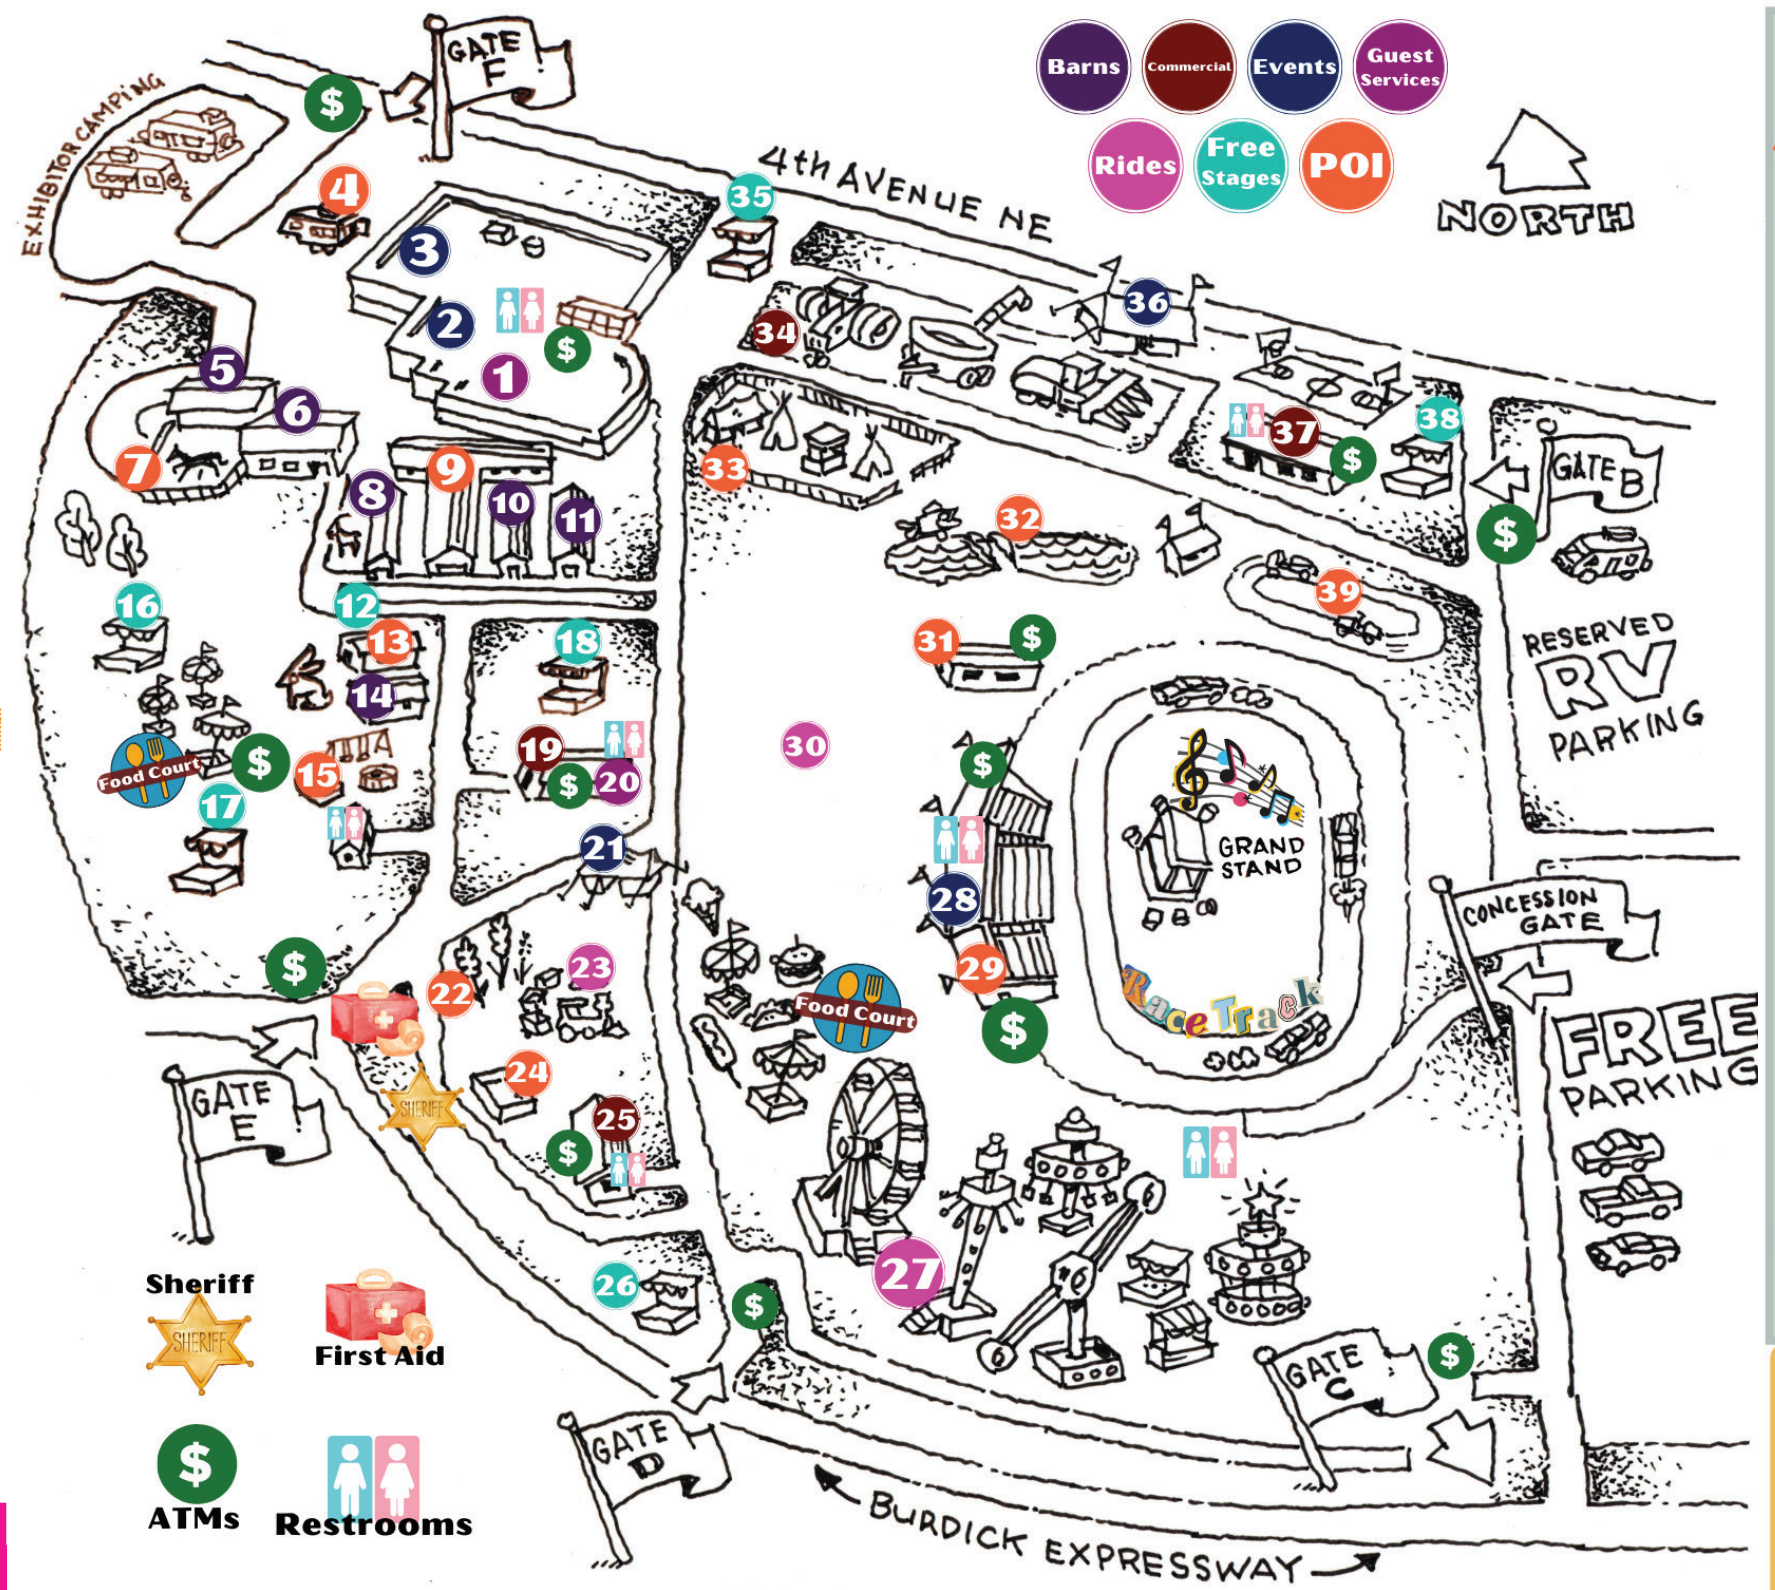 GATE
F
Barns
Commercial
Events
Guest
Services
Rides
Free
Stages
POI
NORTH
$
EXHIBITOR CAMPING
4
4th AVENUE NE
35
3
36
2
$
1
34
5
6
37
38
$
GATE B
7
9
33
8
10
11
32
$
16
12
39
13
18
31
$
RESERVED
RV
PARKING
14
19
30
$
Food Court
$
15
$
20
17
21
GRAND
STAND
28
CONCESSION
GATE
$
23
29
22
Food Court
$
RaceTrack
FREE
PARKING
24
SHERIFF
GATE
E
25
$
27
26
Sheriff
SHERIFF
First Aid
$
GATE
C
$
GATE
D
$
ATMs
Restrooms
BURDICK EXPRESSWAY